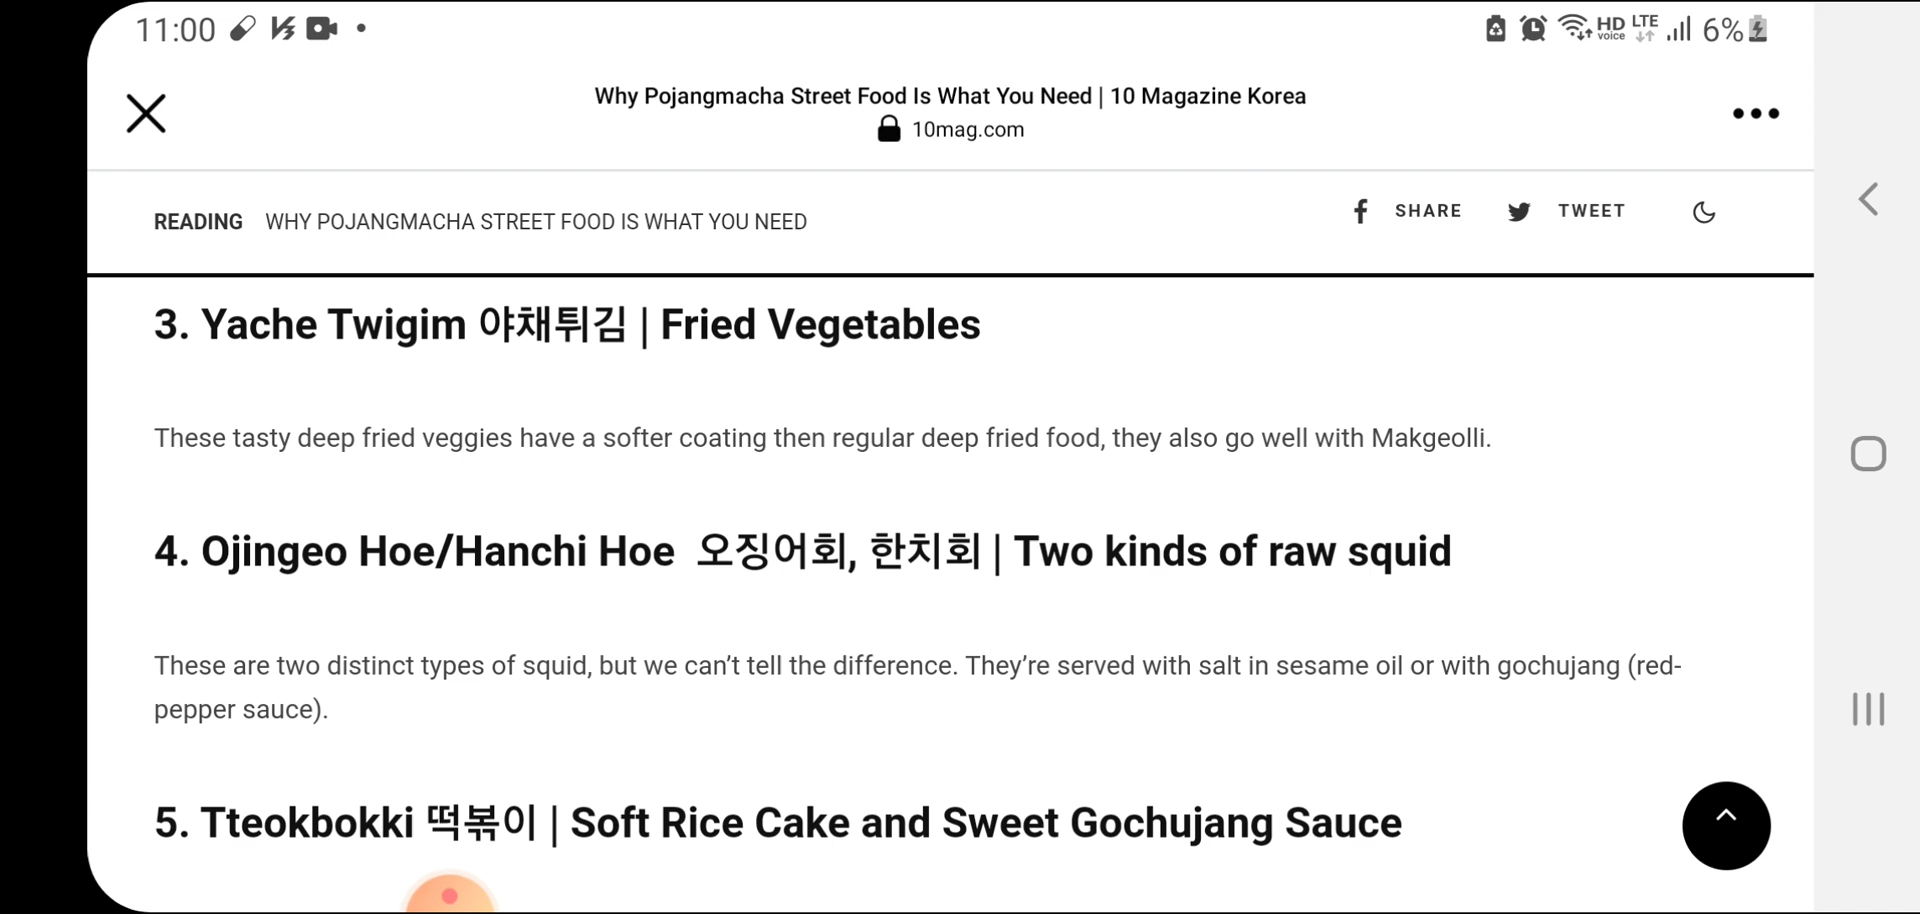 11:00
HD voice LTE 6%
Why Pojangmacha Street Food Is What You Need | 10 Magazine Korea
10mag.com
READING WHY POJANGMACHA STREET FOOD IS WHAT YOU NEED
SHARE TWEET
3. Yache Twigim 야채튀김 | Fried Vegetables
These tasty deep fried veggies have a softer coating then regular deep fried food, they also go well with Makgeolli.
4. Ojingeo Hoe/Hanchi Hoe 오징어회, 한치회 | Two kinds of raw squid
These are two distinct types of squid, but we can’t tell the difference. They’re served with salt in sesame oil or with gochujang (red-
pepper sauce).
5. Tteokbokki 떡볶이 | Soft Rice Cake and Sweet Gochujang Sauce